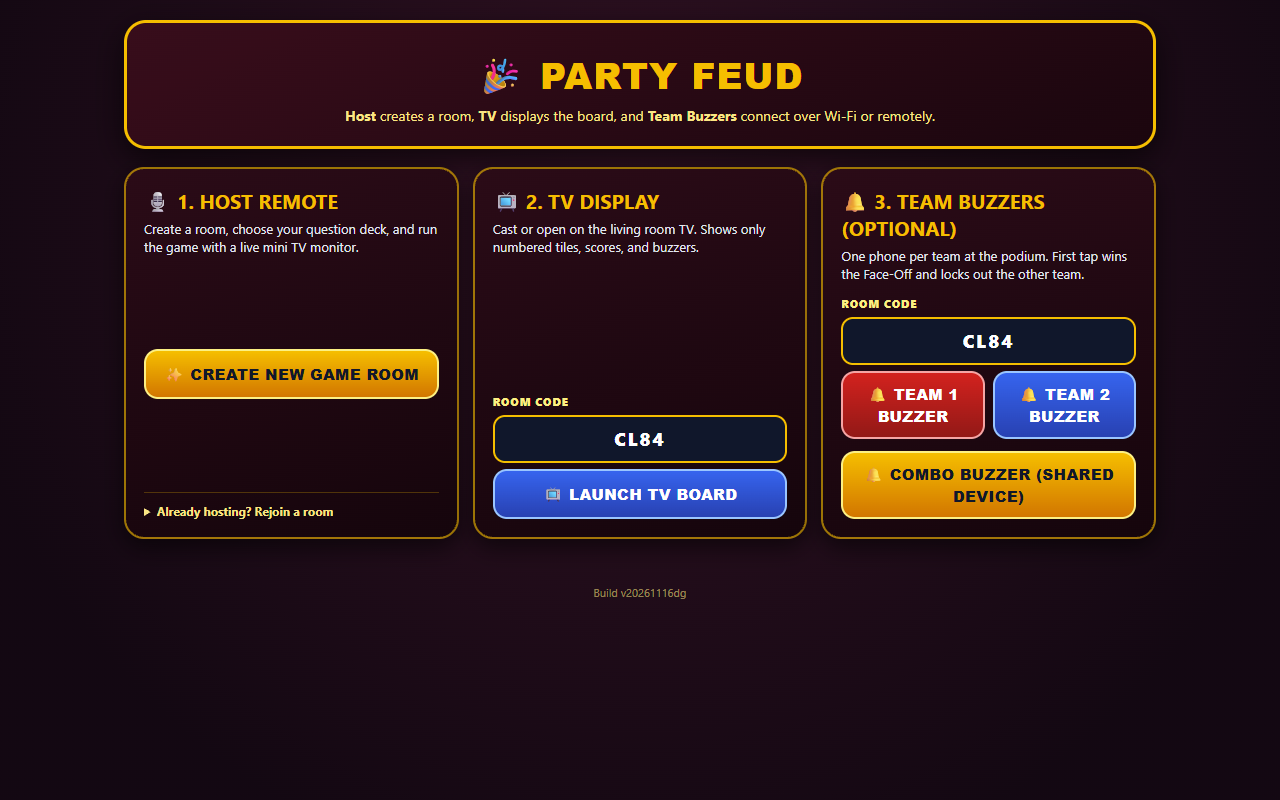 🎉 PARTY FEUD
Host creates a room, TV displays the board, and Team Buzzers connect over Wi-Fi or remotely.
🎙️ 1. HOST REMOTE
Create a room, choose your question deck, and run
the game with a live mini TV monitor.
✨ CREATE NEW GAME ROOM
Already hosting? Rejoin a room
📺 2. TV DISPLAY
Cast or open on the living room TV. Shows only
numbered tiles, scores, and buzzers.
ROOM CODE
CL84
📺 LAUNCH TV BOARD
🔔 3. TEAM BUZZERS
(OPTIONAL)
One phone per team at the podium. First tap wins
the Face-Off and locks out the other team.
ROOM CODE
CL84
🔔 TEAM 1
BUZZER
🔔 TEAM 2
BUZZER
🔔 COMBO BUZZER (SHARED
DEVICE)
Build v20261116dg